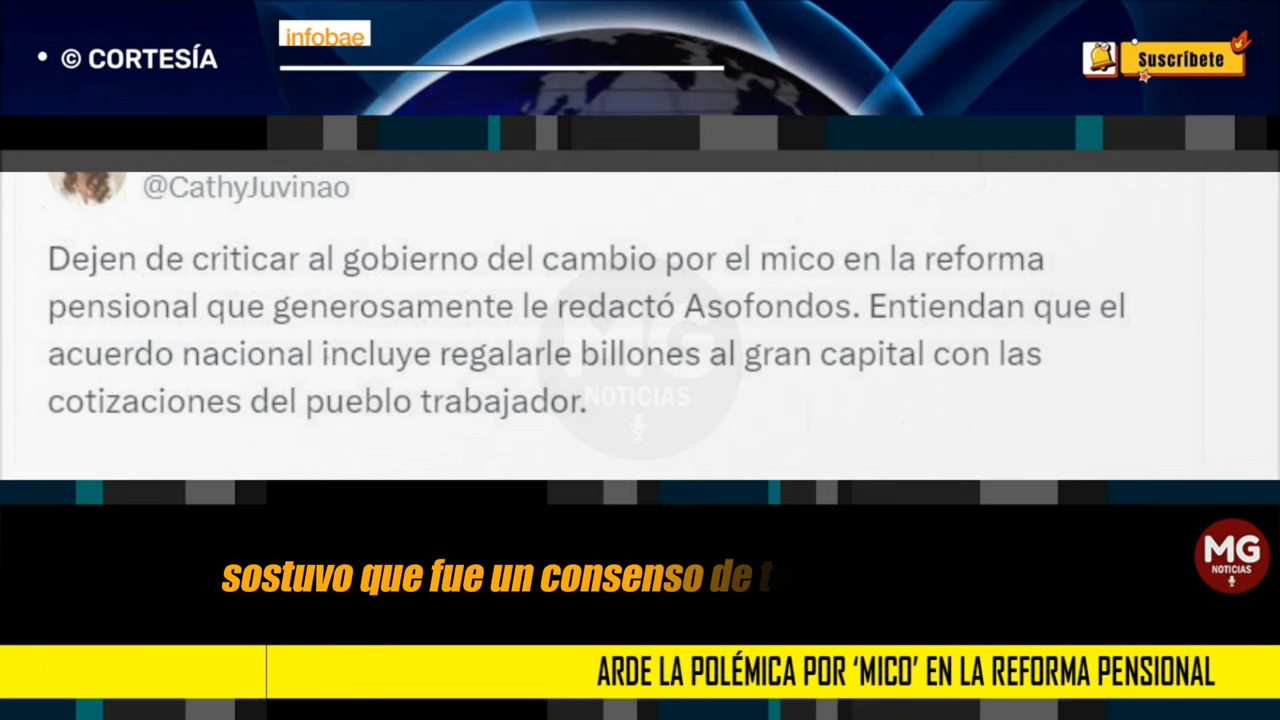 • © CORTESÍA
infobae
Suscríbete
@CathyJuvinao
Dejen de criticar al gobierno del cambio por el mico en la reforma
pensional que generosamente le redactó Asofondos. Entiendan que el
acuerdo nacional incluye regalarle billones al gran capital con las
cotizaciones del pueblo trabajador.
MG
NOTICIAS
sostuvo que fue un consenso de
MG
NOTICIAS
ARDE LA POLÉMICA POR ‘MICO’ EN LA REFORMA PENSIONAL